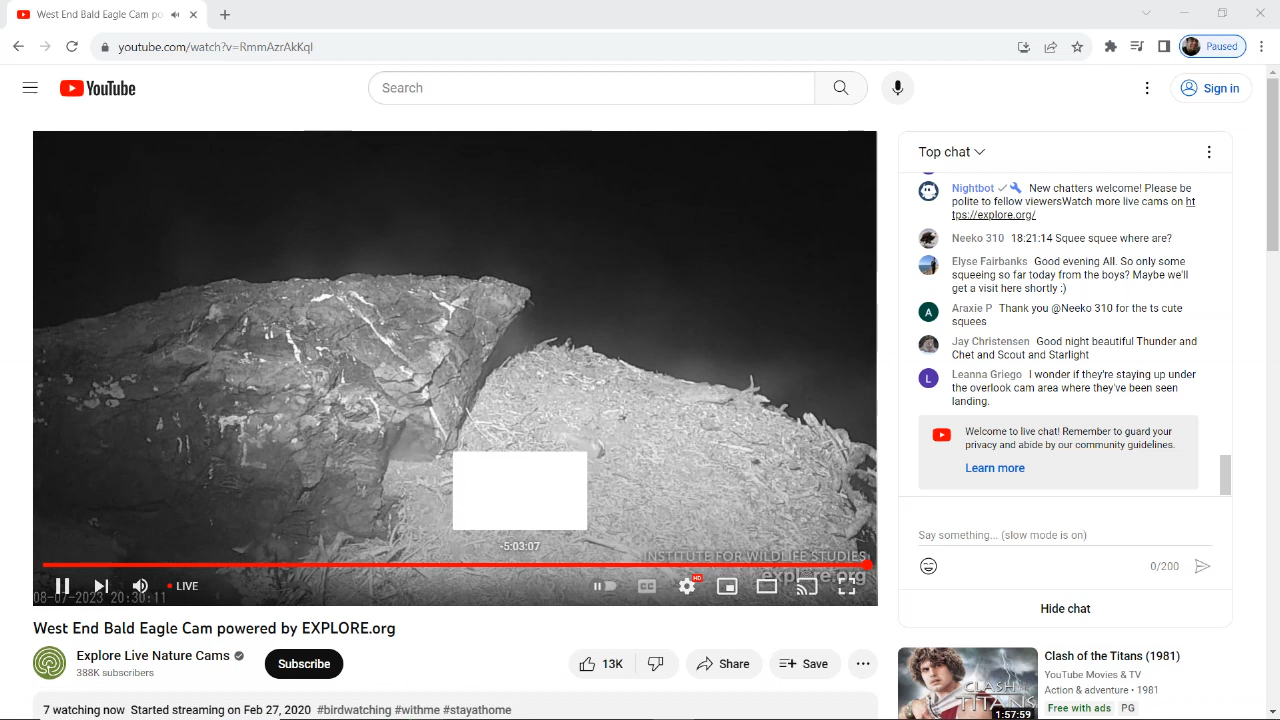 West End Bald Eagle Cam po
youtube.com/watch?v=RmmAzrAkKqI
Paused
YouTube
Search
Sign in
Top chat
Nightbot New chatters welcome! Please be
polite to fellow viewersWatch more live cams on ht
tps://explore.org/
Neeko 310 18:21:14 Squee squee where are?
Elyse Fairbanks Good evening All. So only some
squeeing so far today from the boys? Maybe we'll
get a visit here shortly :)
Araxie P Thank you @Neeko 310 for the ts cute
squees
Jay Christensen Good night beautiful Thunder and
Chet and Scout and Starlight
L
Leanna Griego I wonder if they're staying up under
the overlook cam area where they've been seen
landing.
Welcome to live chat! Remember to guard your
privacy and abide by our community guidelines.
Learn more
Say something... (slow mode is on)
0/200
Hide chat
-5:03:07
INSTITUTE FOR WILDLIFE STUDIES
explore.org
LIVE
CC
HD
08-07-2023 20:30:11
West End Bald Eagle Cam powered by EXPLORE.org
Explore Live Nature Cams
388K subscribers
Subscribe
13K
Share
Save
7 watching now Started streaming on Feb 27, 2020 #birdwatching #withme #stayathome
CLASH
TITANS
1:57:59
Clash of the Titans (1981)
YouTube Movies & TV
Action & adventure • 1981
Free with ads PG